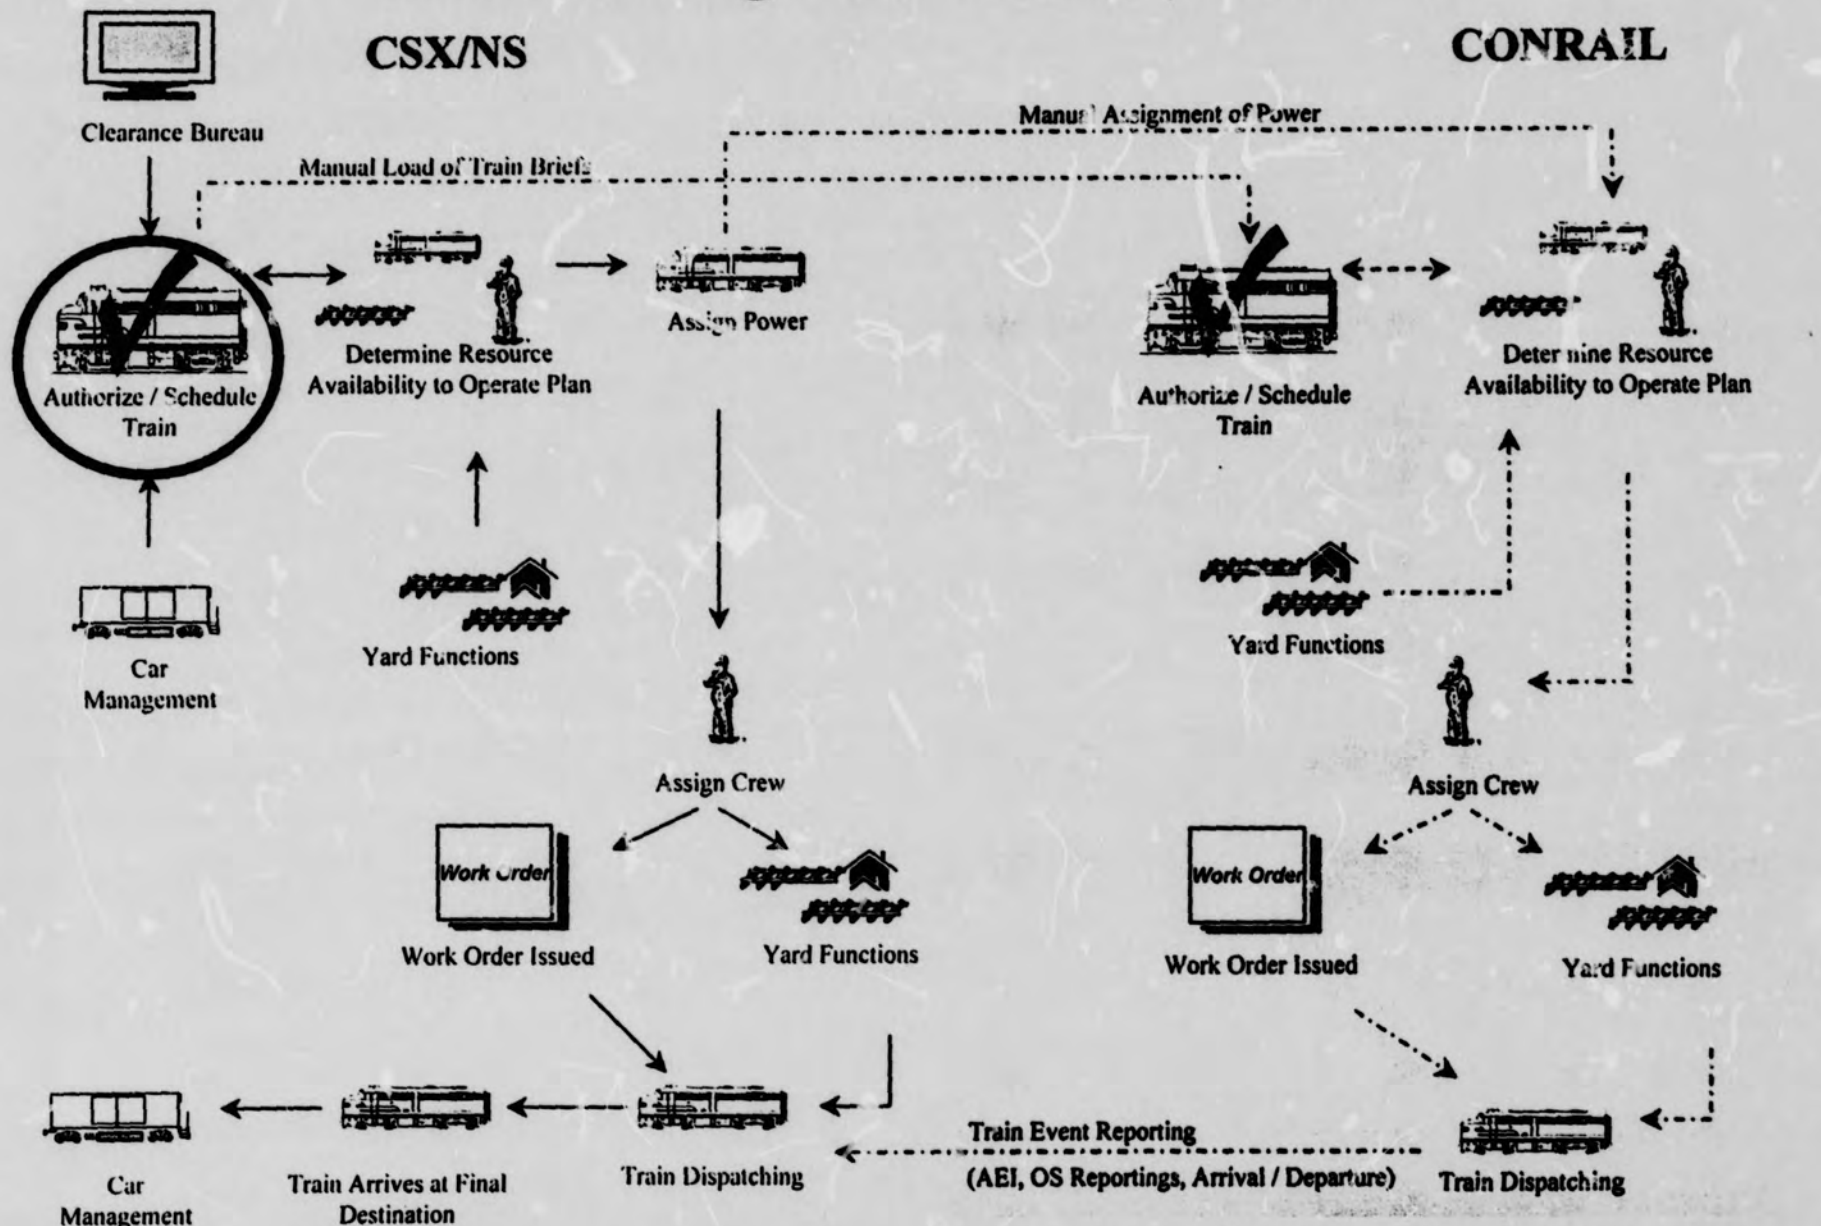 CSX/NS
CONRAIL
Clearance Bureau
Manual Assignment of Power
Manual Load of Train Briefs
Authorize / Schedule
Train
Determine Resource
Availability to Operate Plan
Assign Power
Authorize / Schedule
Train
Determine Resource
Availability to Operate Plan
Car
Management
Yard Functions
Yard Functions
Assign Crew
Assign Crew
Work Order
Work Order Issued
Yard Functions
Work Order
Work Order Issued
Yard Functions
Car
Management
Train Arrives at Final
Destination
Train Dispatching
Train Event Reporting
(AEI, OS Reportings, Arrival / Departure)
Train Dispatching